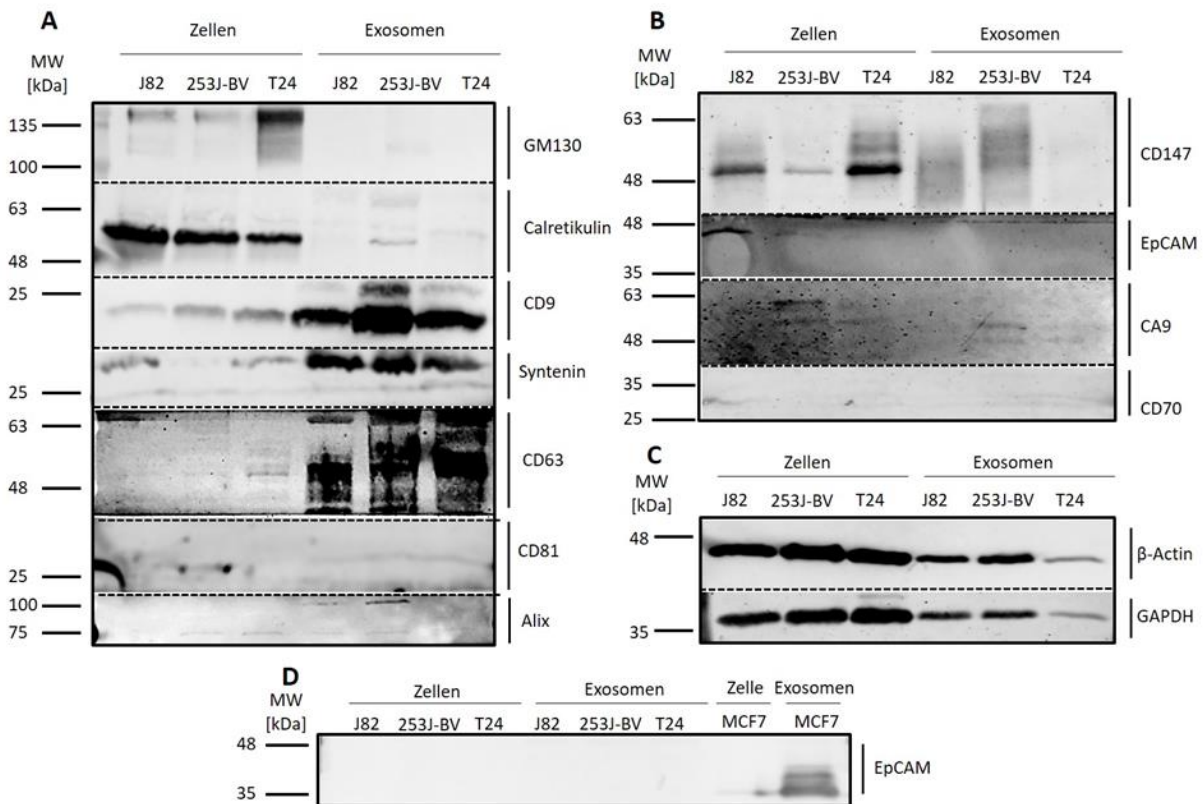 A
Zellen Exosomen
MW
[kDa]
J82 253J-BV T24 J82 253J-BV T24
135
100
GM130
63
48
Calretikulin
25
CD9
Syntenin
25
63
48
CD63
CD81
25
100
75
Alix
B
Zellen Exosomen
MW
[kDa]
J82 253J-BV T24 J82 253J-BV T24
63
48
CD147
48
35
EpCAM
63
48
CA9
35
25
CD70
C
Zellen Exosomen
MW
[kDa]
J82 253J-BV T24 J82 253J-BV T24
48
β-Actin
35
GAPDH
D
Zellen Exosomen Zelle Exosomen
MW
[kDa]
J82 253J-BV T24 J82 253J-BV T24 MCF7 MCF7
48
35
EpCAM